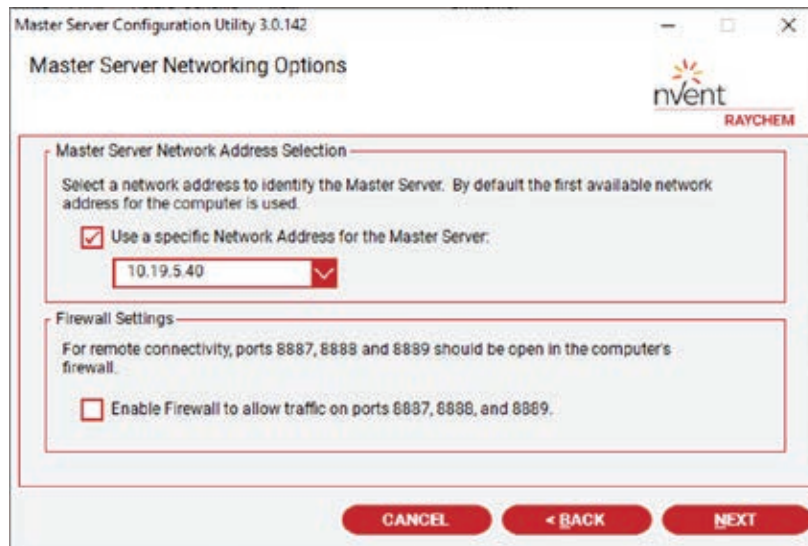 Master Server Configuration Utility 3.0.142
Master Server Networking Options
nvent
RAYCHEM
Master Server Network Address Selection
Select a network address to identify the Master Server. By default the first available network
address for the computer is used.
Use a specific Network Address for the Master Server:
10.19.5.40
Firewall Settings
For remote connectivity, ports 8887, 8888 and 8889 should be open in the computer's
firewall.
Enable Firewall to allow traffic on ports 8887, 8888, and 8889.
CANCEL
< BACK
NEXT